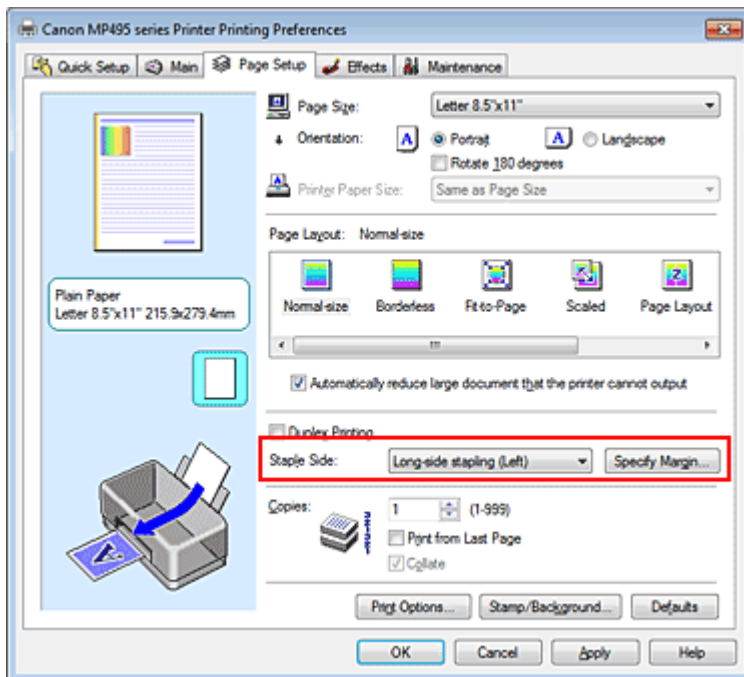 Canon MP495 series Printer Printing Preferences
Quick Setup Main Page Setup Effects Maintenance
Page Size: Letter 8.5"x11"
Orientation: A Portrait A Landscape
Rotate 180 degrees
Printer Paper Size: Same as Page Size
Page Layout: Normal-size
Normal-size Borderless Fit-to-Page Scaled Page Layout
Automatically reduce large document that the printer cannot output
Plain Paper
Letter 8.5"x11" 215.9x279.4mm
Duplex Printing
Staple Side: Long-side stapling (Left) Specify Margin...
Copies: 1 (1-999)
Print from Last Page
Collate
Print Options... Stamp/Background... Defaults
OK Cancel Apply Help